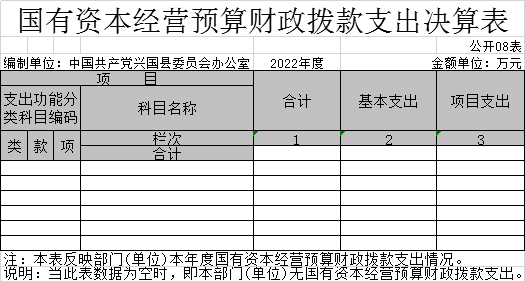 国有资本经营预算财政拨款支出决算表
公开08表
编制单位：中国共产党兴国县委员会办公室 2022年度 金额单位：万元
项 目 合计 基本支出 项目支出
支出功能分类科目编码 科目名称
类 款 项 栏次 1 2 3
合计
注：本表反映部门(单位)本年度国有资本经营预算财政拨款支出情况。
说明：当此表数据为空时，即本部门(单位)无国有资本经营预算财政拨款支出。